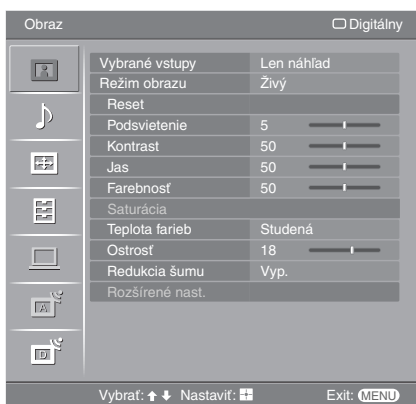 Obraz Digitálny
Vybrané vstupy Len náhľad
Režim obrazu Živý
Reset
Podsvietenie 5
Kontrast 50
Jas 50
Farebnosť 50
Saturácia
Teplota farieb Studená
Ostrosť 18
Redukcia šumu Vyp.
Rozšírené nast.
A
D
Vybrať: Nastaviť: Exit: MENU